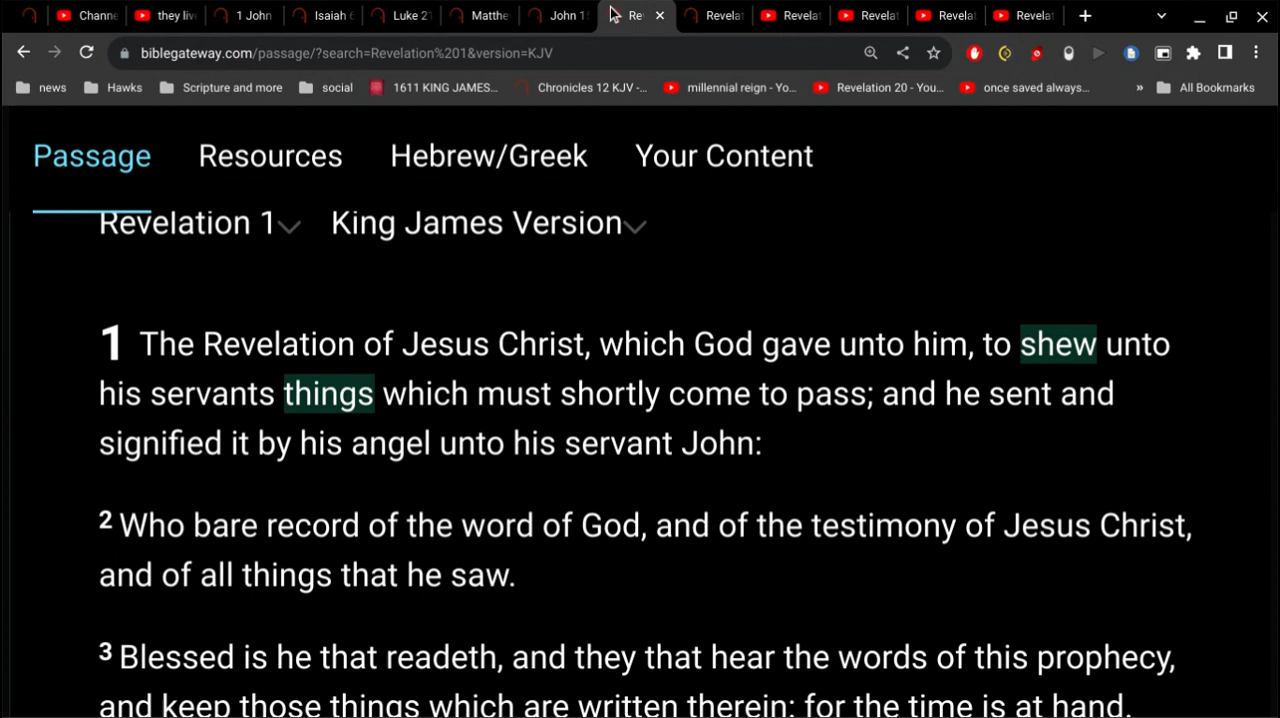 Channe they liv 1 John Isaiah 6 Luke 21 Matthe John 1 Re Revelat Revelat Revelat Revelat Revelat
biblegateway.com/passage/?search=Revelation%201&version=KJV
news Hawks Scripture and more social 1611 KING JAMES... Chronicles 12 KJV -... millennial reign - Yo... Revelation 20 - You... once saved always... » All Bookmarks
Passage Resources Hebrew/Greek Your Content
Revelation 1 King James Version
1 The Revelation of Jesus Christ, which God gave unto him, to shew unto
his servants things which must shortly come to pass; and he sent and
signified it by his angel unto his servant John:
2 Who bare record of the word of God, and of the testimony of Jesus Christ,
and of all things that he saw.
3 Blessed is he that readeth, and they that hear the words of this prophecy,
and keep those things which are written therein: for the time is at hand.